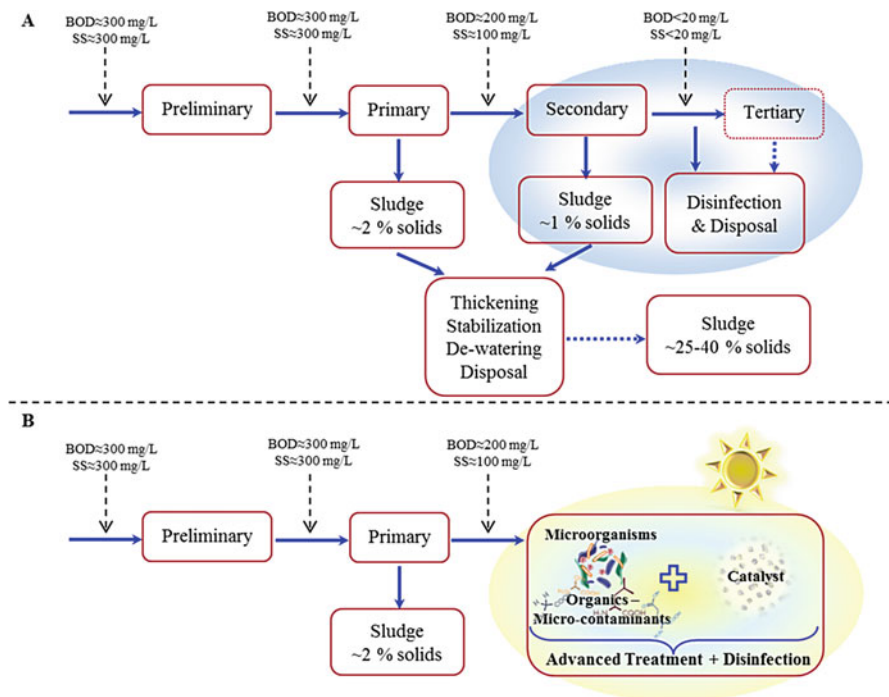 A
BOD≈300 mg/L
SS≈300 mg/L
BOD≈300 mg/L
SS≈300 mg/L
BOD≈200 mg/L
SS≈100 mg/L
BOD<20 mg/L
SS<20 mg/L
Preliminary
Primary
Secondary
Tertiary
Sludge
~2 % solids
Sludge
~1 % solids
Disinfection
& Disposal
Thickening
Stabilization
De-watering
Disposal
Sludge
~25-40 % solids
B
BOD≈300 mg/L
SS≈300 mg/L
BOD≈300 mg/L
SS≈300 mg/L
BOD≈200 mg/L
SS≈100 mg/L
Preliminary
Primary
Sludge
~2 % solids
Microorganisms
Organics –
Micro-contaminants
Catalyst
Advanced Treatment + Disinfection